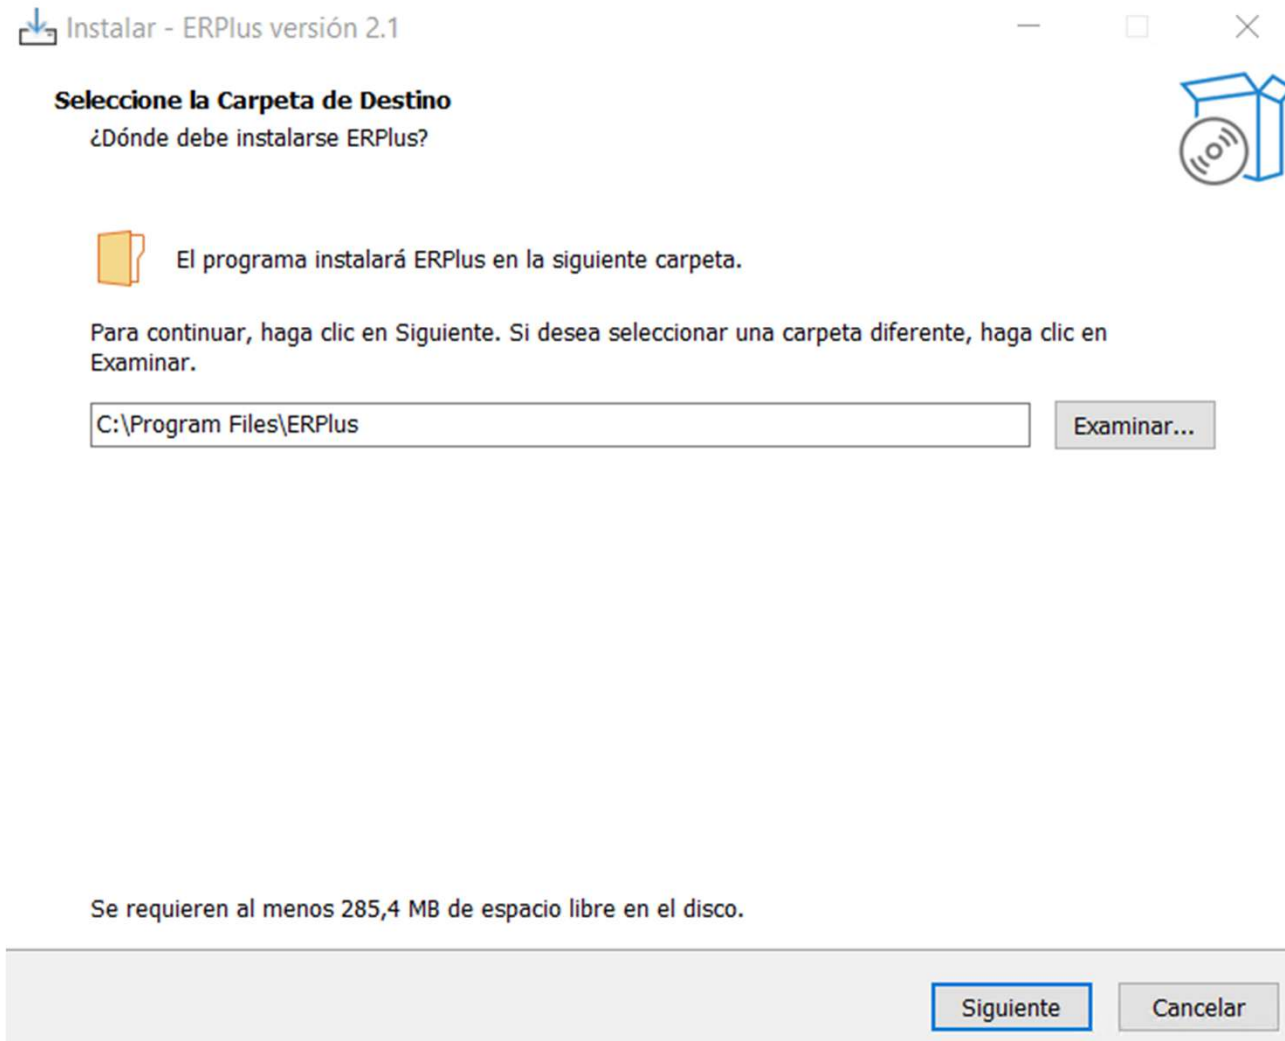 Instalar - ERPlus versión 2.1
Seleccione la Carpeta de Destino
¿Dónde debe instalarse ERPlus?
El programa instalará ERPlus en la siguiente carpeta.
Para continuar, haga clic en Siguiente. Si desea seleccionar una carpeta diferente, haga clic en
Examinar.
C:\Program Files\ERPlus
Examinar...
Se requieren al menos 285,4 MB de espacio libre en el disco.
Siguiente
Cancelar